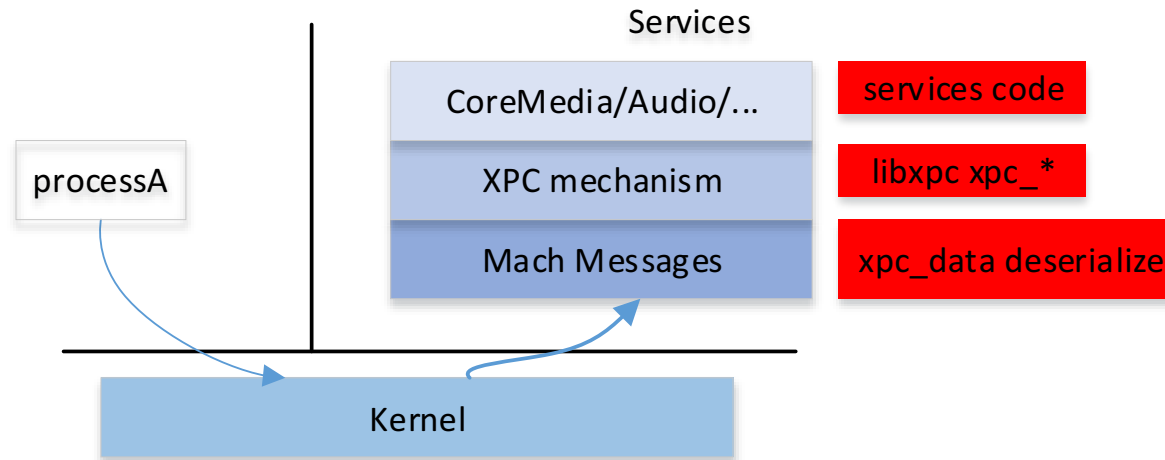 Services
CoreMedia/Audio/...
services code
processA
XPC mechanism
libxpc xpc_*
Mach Messages
xpc_data deserialize
Kernel